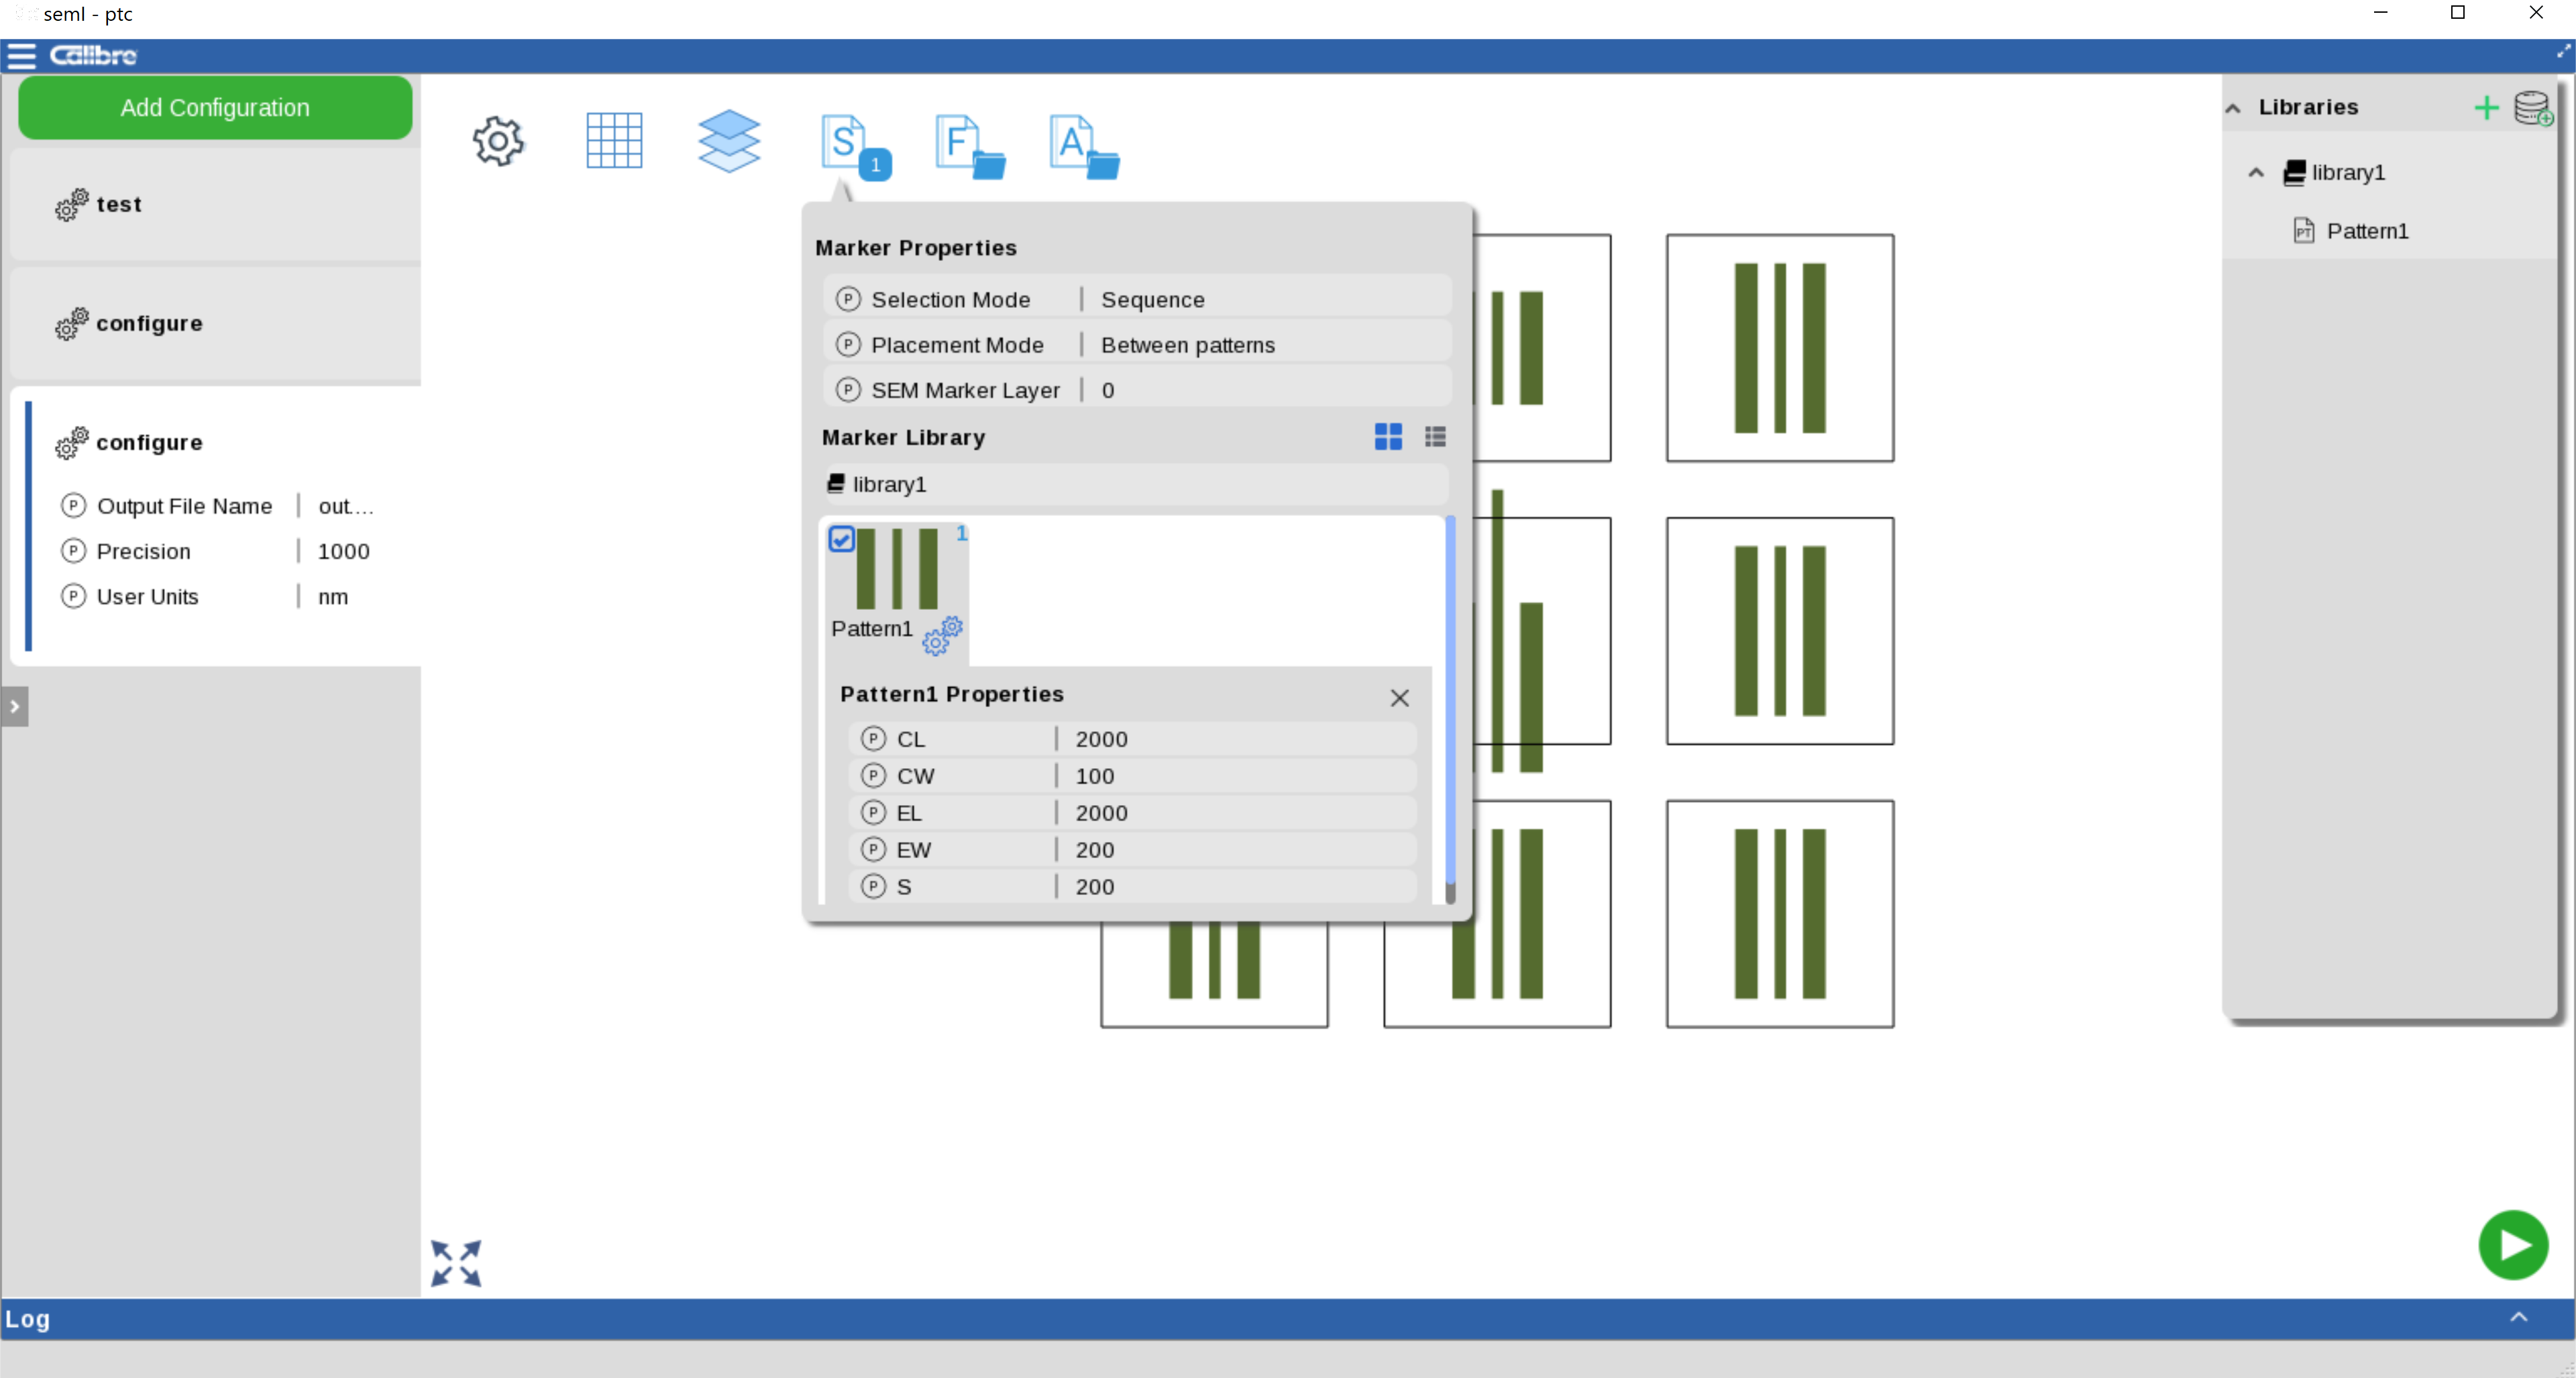 seml - ptc
Calibre
Add Configuration
test
configure
configure
P Output File Name | out....
P Precision | 1000
P User Units | nm
S 1
F
A
Marker Properties
P Selection Mode | Sequence
P Placement Mode | Between patterns
P SEM Marker Layer | 0
Marker Library
library1
1
Pattern1
Pattern1 Properties
P CL | 2000
P CW | 100
P EL | 2000
P EW | 200
P S | 200
Libraries
library1
PT Pattern1
Log